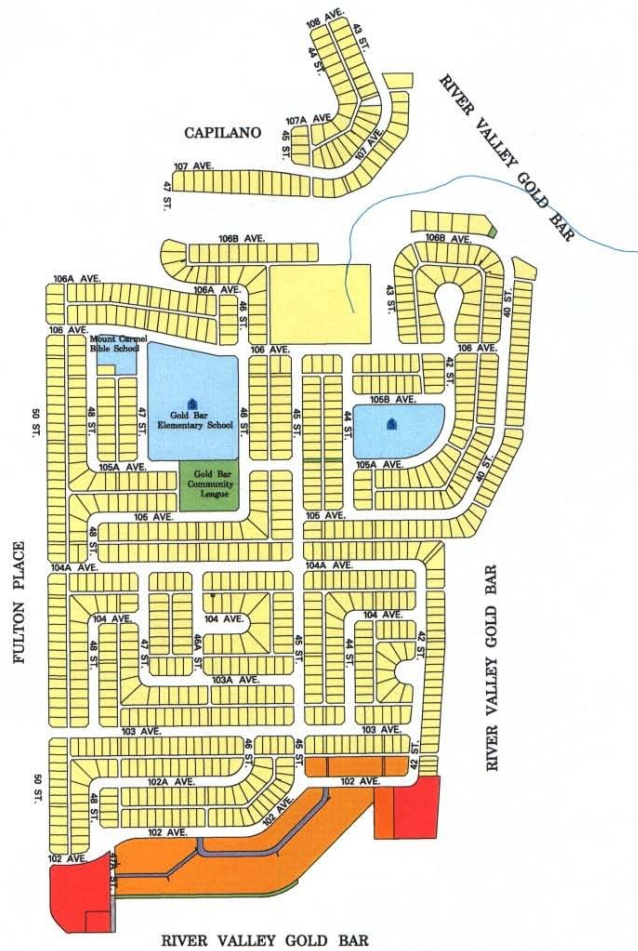 108 AVE.
43 ST.
44 ST.
RIVER VALLEY GOLD BAR
CAPILANO
107A AVE
45 ST.
107 AVE.
107 AVE.
47 ST.
106B AVE.
106B AVE.
106A AVE.
106A AVE.
46 ST.
43 ST.
40 ST.
106 AVE.
Mount Carmel
Bible School
106 AVE.
106 AVE.
42 ST.
50 ST.
48 ST.
47 ST.
Gold Bar
Elementary School
46 ST.
45 ST.
105B AVE.
44 ST.
105A AVE.
105A AVE.
40 ST.
Gold Bar
Community
League
105 AVE.
105 AVE.
48 ST.
104A AVE.
104A AVE.
FULTON PLACE
RIVER VALLEY GOLD BAR
104 AVE.
104 AVE.
104 AVE.
48 ST.
47 ST.
46A ST.
45 ST.
44 ST.
42 ST.
103A AVE.
103 AVE.
103 AVE.
46 ST.
45 ST.
42 ST.
50 ST.
48 ST.
102A AVE.
102 AVE.
102 AVE.
102 AVE.
102 AVE.
47A ST.
RIVER VALLEY GOLD BAR